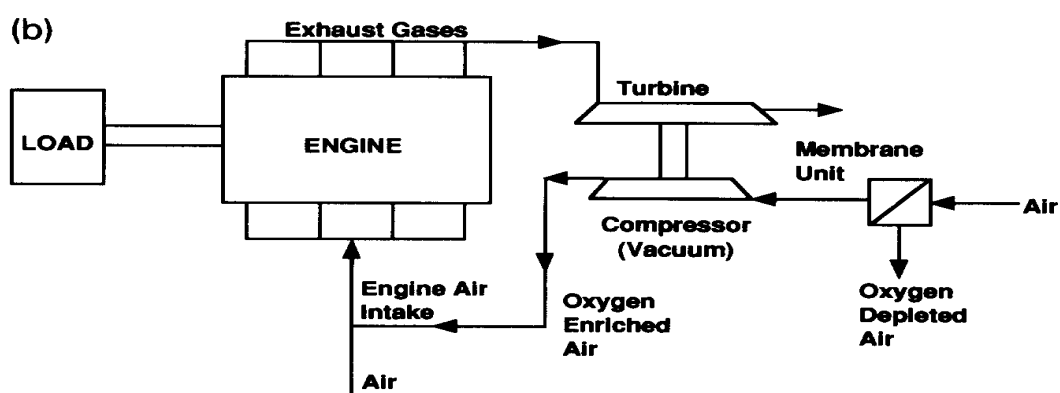 (b)
Exhaust Gases
Turbine
LOAD
ENGINE
Membrane
Unit
Air
Compressor
(Vacuum)
Engine Air
Intake
Oxygen
Enriched
Air
Oxygen
Depleted
Air
Air